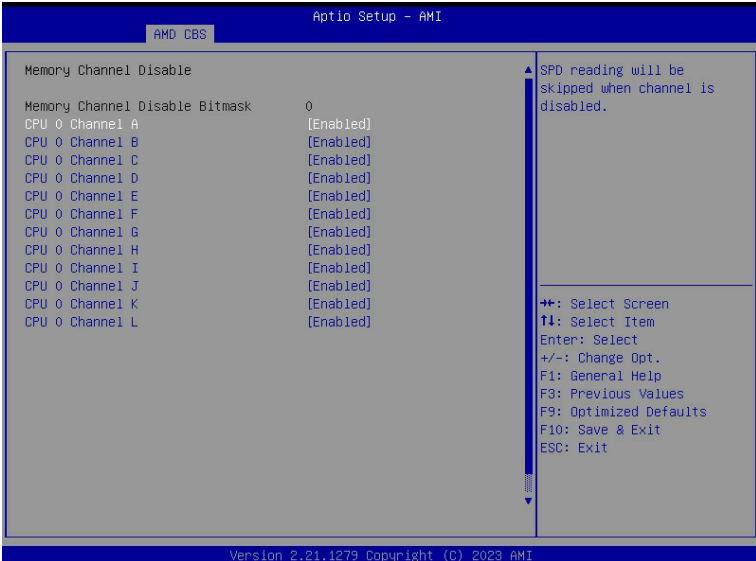 Aptio Setup – AMI
AMD CBS
Memory Channel Disable
Memory Channel Disable Bitmask 0
CPU 0 Channel A [Enabled]
CPU 0 Channel B [Enabled]
CPU 0 Channel C [Enabled]
CPU 0 Channel D [Enabled]
CPU 0 Channel E [Enabled]
CPU 0 Channel F [Enabled]
CPU 0 Channel G [Enabled]
CPU 0 Channel H [Enabled]
CPU 0 Channel I [Enabled]
CPU 0 Channel J [Enabled]
CPU 0 Channel K [Enabled]
CPU 0 Channel L [Enabled]
SPD reading will be
skipped when channel is
disabled.
→←: Select Screen
↑↓: Select Item
Enter: Select
+/-: Change Opt.
F1: General Help
F3: Previous Values
F9: Optimized Defaults
F10: Save & Exit
ESC: Exit
Version 2.21.1279 Copyright (C) 2023 AMI